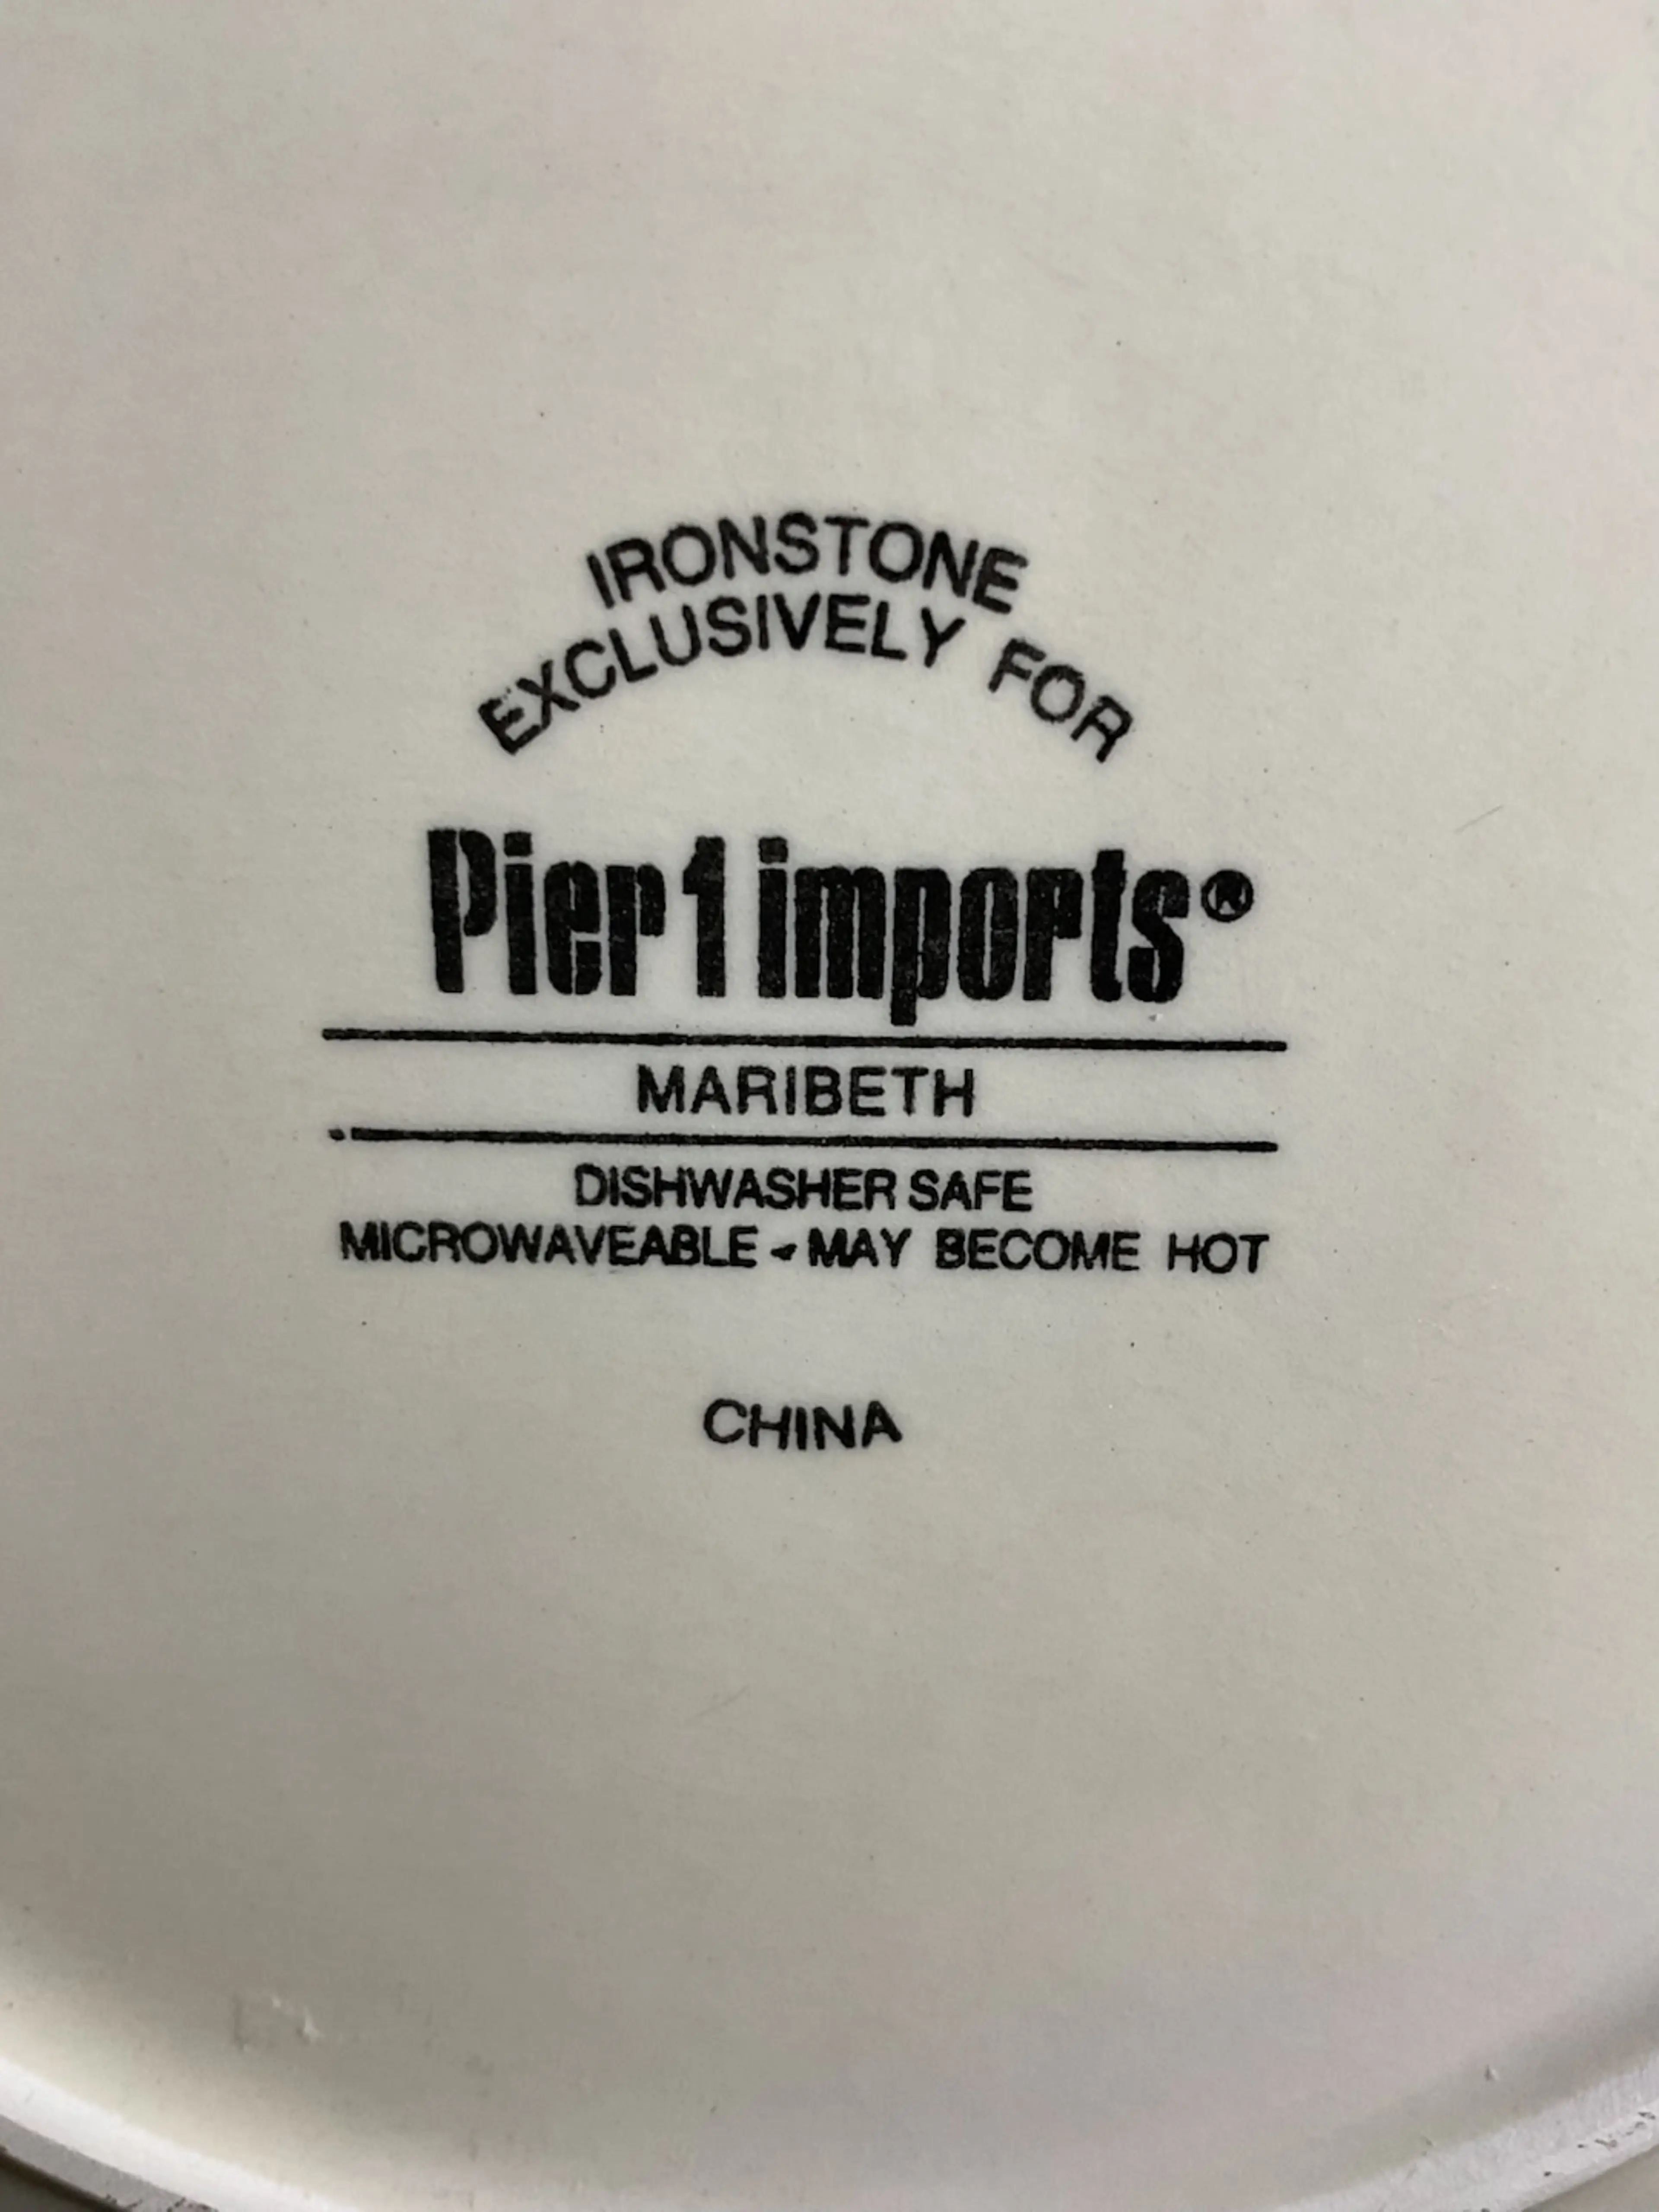 IRONSTONE
EXCLUSIVELY FOR
Pier 1 imports®
MARIBETH
DISHWASHER SAFE
MICROWAVEABLE - MAY BECOME HOT
CHINA